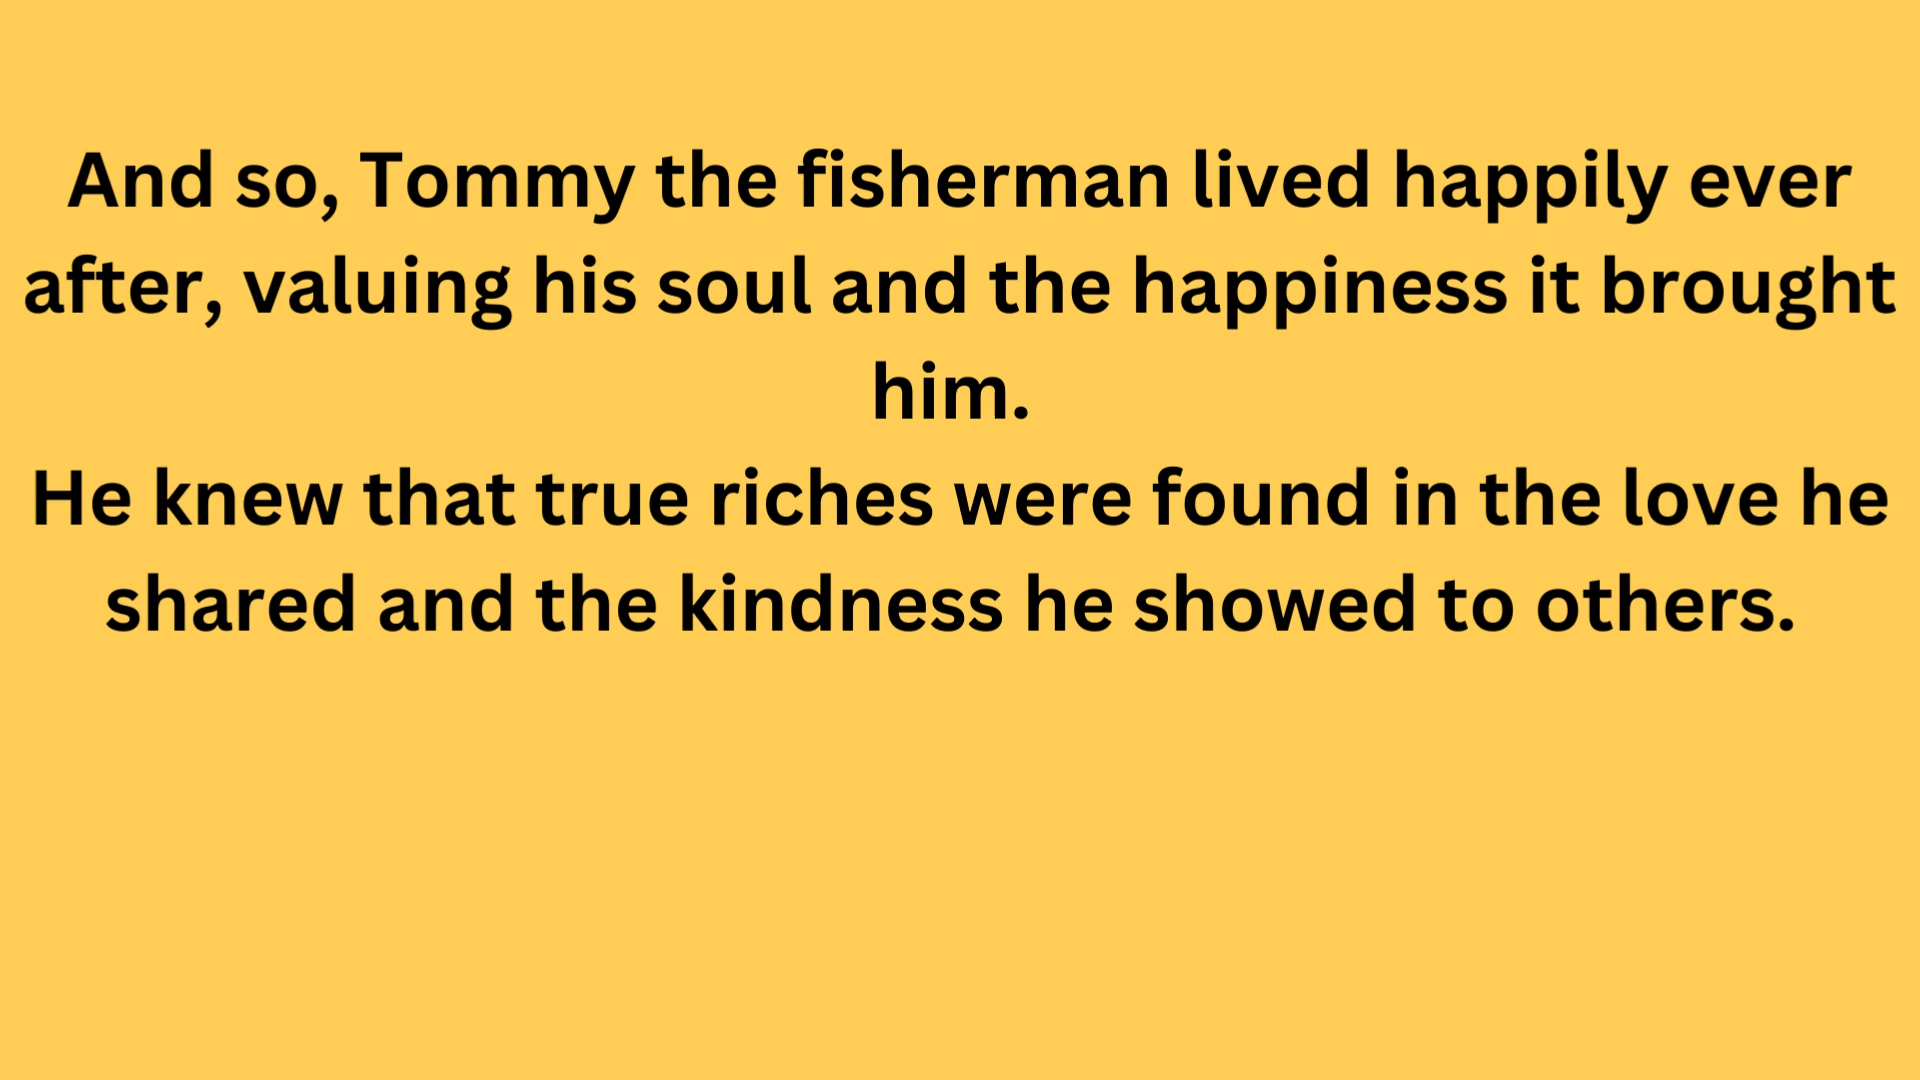 And so, Tommy the fisherman lived happily ever
after, valuing his soul and the happiness it brought
him.
He knew that true riches were found in the love he
shared and the kindness he showed to others.